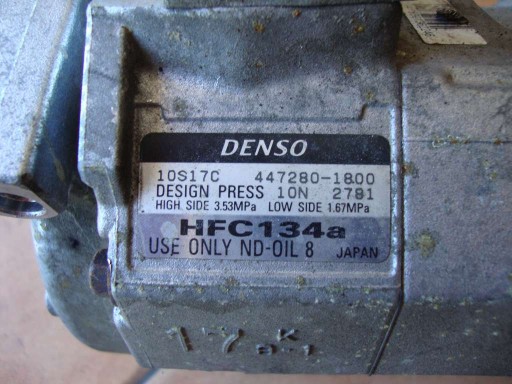 DENSO
10S17C 447280-1800
DESIGN PRESS 10N 2781
HIGH. SIDE 3.53MPa LOW SIDE 1.67MPa
HFC134a
USE ONLY ND-OIL 8 JAPAN
17 K